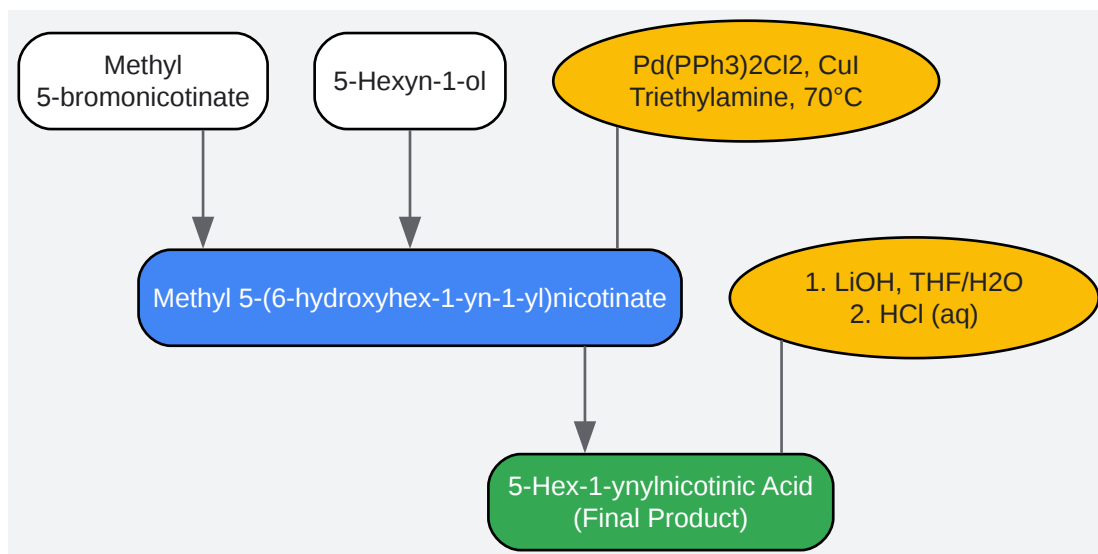 Methyl
5-bromonicotinate
5-Hexyn-1-ol
Pd(PPh3)2Cl2, CuI
Triethylamine, 70°C
Methyl 5-(6-hydroxyhex-1-yn-1-yl)nicotinate
1. LiOH, THF/H2O
2. HCl (aq)
5-Hex-1-ynylnicotinic Acid
(Final Product)